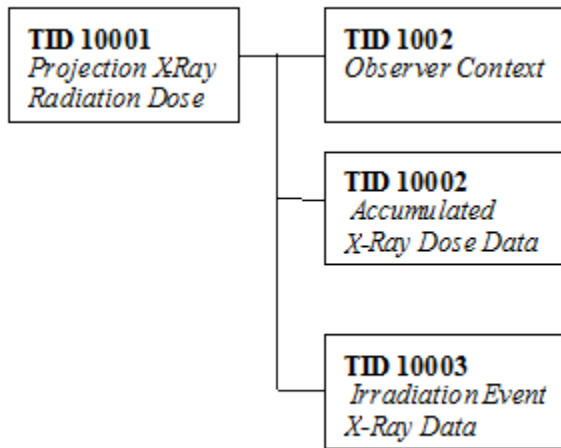 TID 10001
Projection X-Ray
Radiation Dose
TID 1002
Observer Context
TID 10002
Accumulated
X-Ray Dose Data
TID 10003
Irradiation Event
X-Ray Data